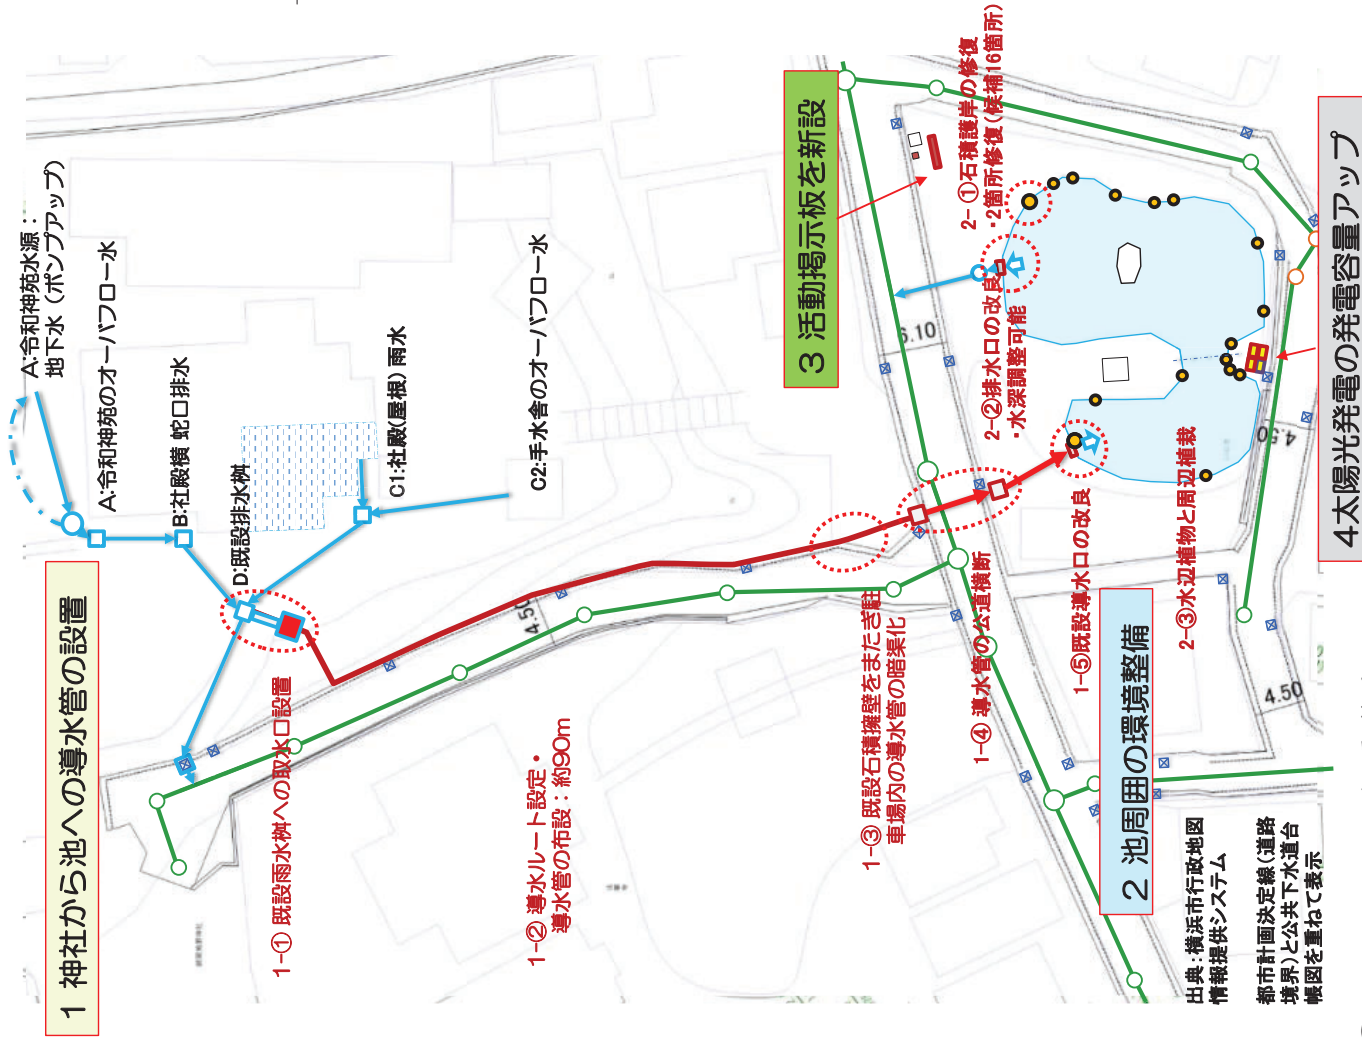 1 神社から池への導水管の設置
A:令和神苑水源：
地下水（ポンプアップ）
A:令和神苑のオーバフロー水
B:社殿横 蛇口排水
D:既設排水桝
C1:社殿(屋根) 雨水
C2:手水舎のオーバフロー水
1-① 既設雨水桝への取水口設置
1-② 導水ルート設定・
導水管の布設：約90m
4.50
1-③ 既設石積擁壁をまたぎ駐
車場内の導水管の暗渠化
1-④ 導水管の公道横断
1-⑤既設導水口の改良
3 活動掲示板を新設
6.10
2-①石積護岸の修復
・2箇所修復(候補16箇所)
2-②排水口の改良
・水深調整可能
2-③水辺植物と周辺植栽
2 池周囲の環境整備
4.50
4.50
4太陽光発電の発電容量アップ
出典：横浜市行政地図
情報提供システム
都市計画決定線(道路
境界)と公共下水道台
帳図を重ねて表示